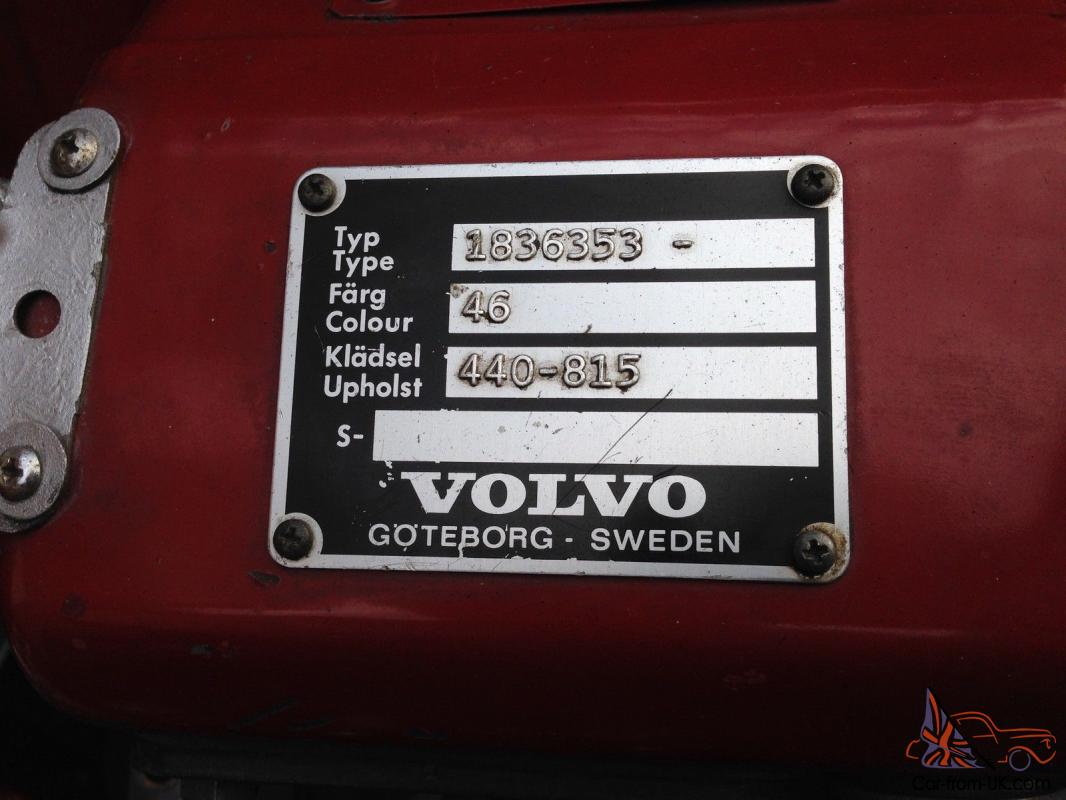 Typ
Type 1836353 -
Färg
Colour 46
Klädsel
Upholst 440-815
S-
VOLVO
GÖTEBORG - SWEDEN
Car-from-UK.com